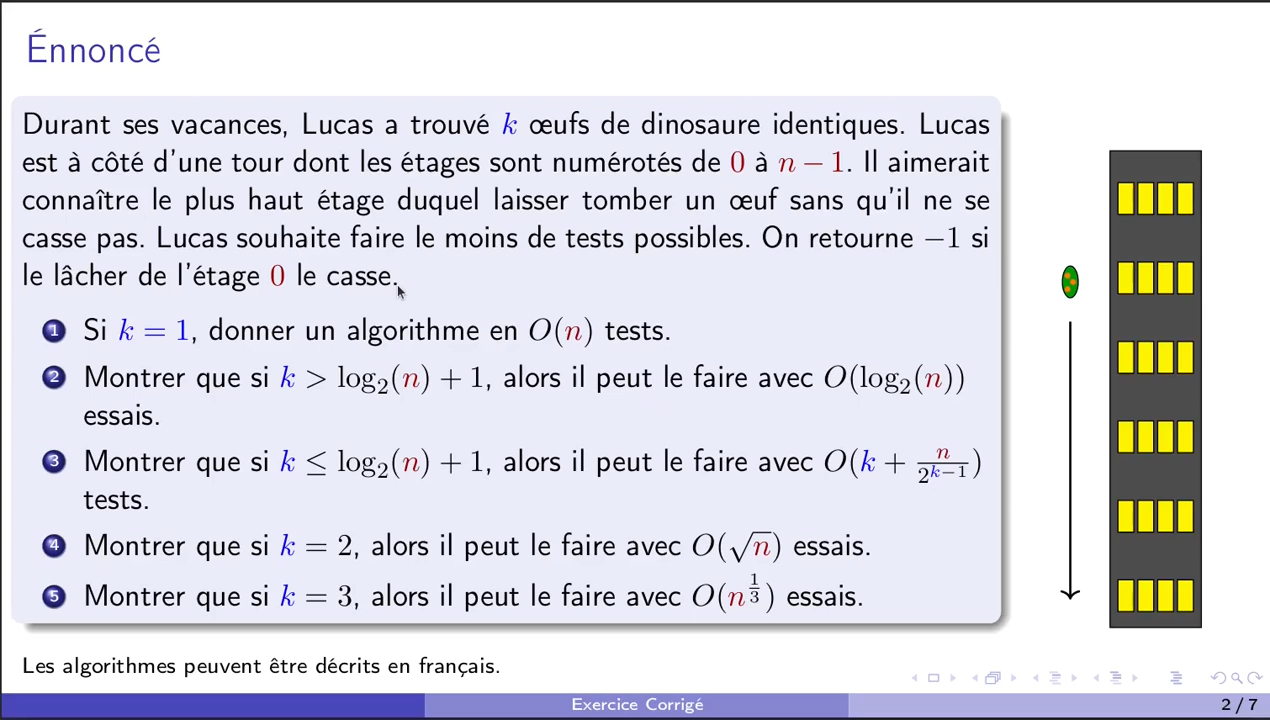 Énnoncé
Durant ses vacances, Lucas a trouvé k œufs de dinosaure identiques. Lucas
est à côté d'une tour dont les étages sont numérotés de 0 à n − 1. Il aimerait
connaître le plus haut étage duquel laisser tomber un œuf sans qu'il ne se
casse pas. Lucas souhaite faire le moins de tests possibles. On retourne −1 si
le lâcher de l'étage 0 le casse.
1 Si k = 1, donner un algorithme en O(n) tests.
2 Montrer que si k > log₂(n) + 1, alors il peut le faire avec O(log₂(n))
essais.
3 Montrer que si k ≤ log₂(n) + 1, alors il peut le faire avec O(k + n/2^(k−1))
tests.
4 Montrer que si k = 2, alors il peut le faire avec O(√n) essais.
5 Montrer que si k = 3, alors il peut le faire avec O(n^(1/3)) essais.
Les algorithmes peuvent être décrits en français.
Exercice Corrigé
2 / 7